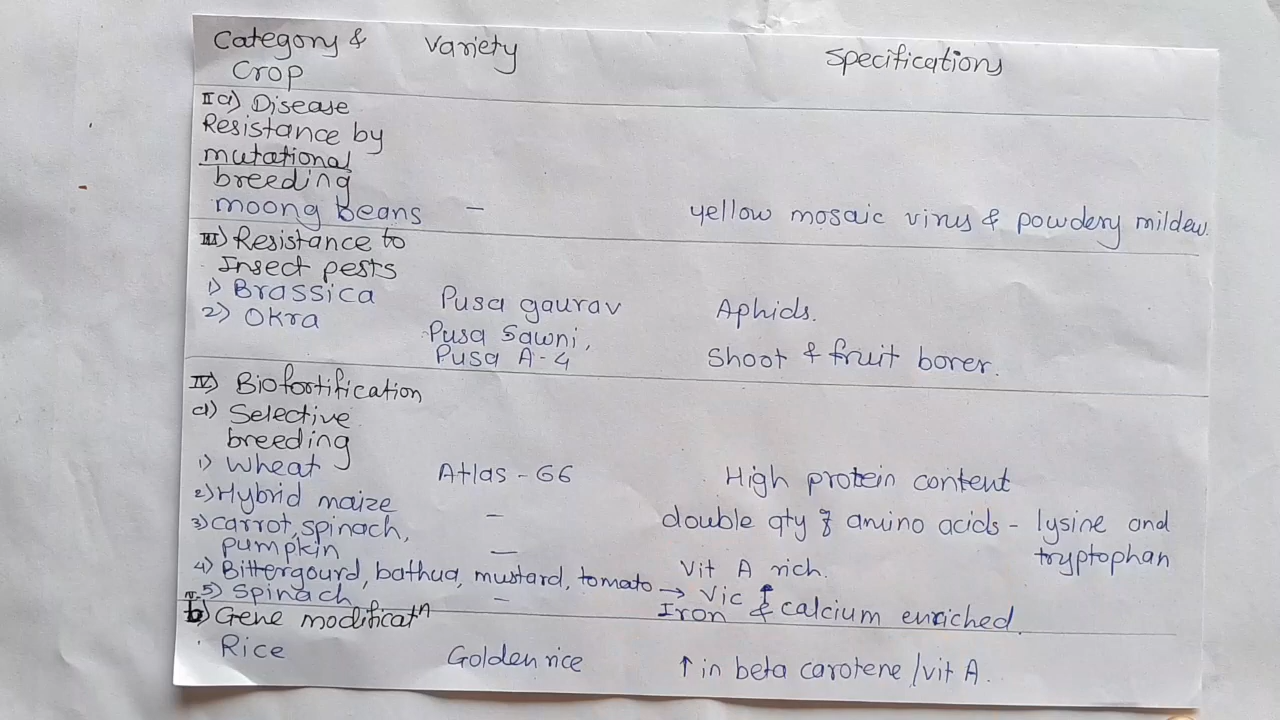 Category & Variety Specifications
Crop
II a) Disease
Resistance by
mutational
breeding
moong beans - yellow mosaic virus & powdery mildew.
III) Resistance to
Insect pests
1) Brassica Pusa gaurav Aphids.
2) Okra Pusa Sawni,
Pusa A-4 Shoot & fruit borer.
IV) Biofortification
a) Selective
breeding
1) Wheat Atlas-66 High protein content
2) Hybrid maize - double qty of amino acids - lysine and
tryptophan
3) carrot, spinach,
pumpkin - Vit A rich.
4) Bittergourd, bathua, mustard, tomato → Vic ↑
5) Spinach - Iron & calcium enriched.
b) Gene modificatn
Rice Golden rice ↑ in beta carotene/vit A.